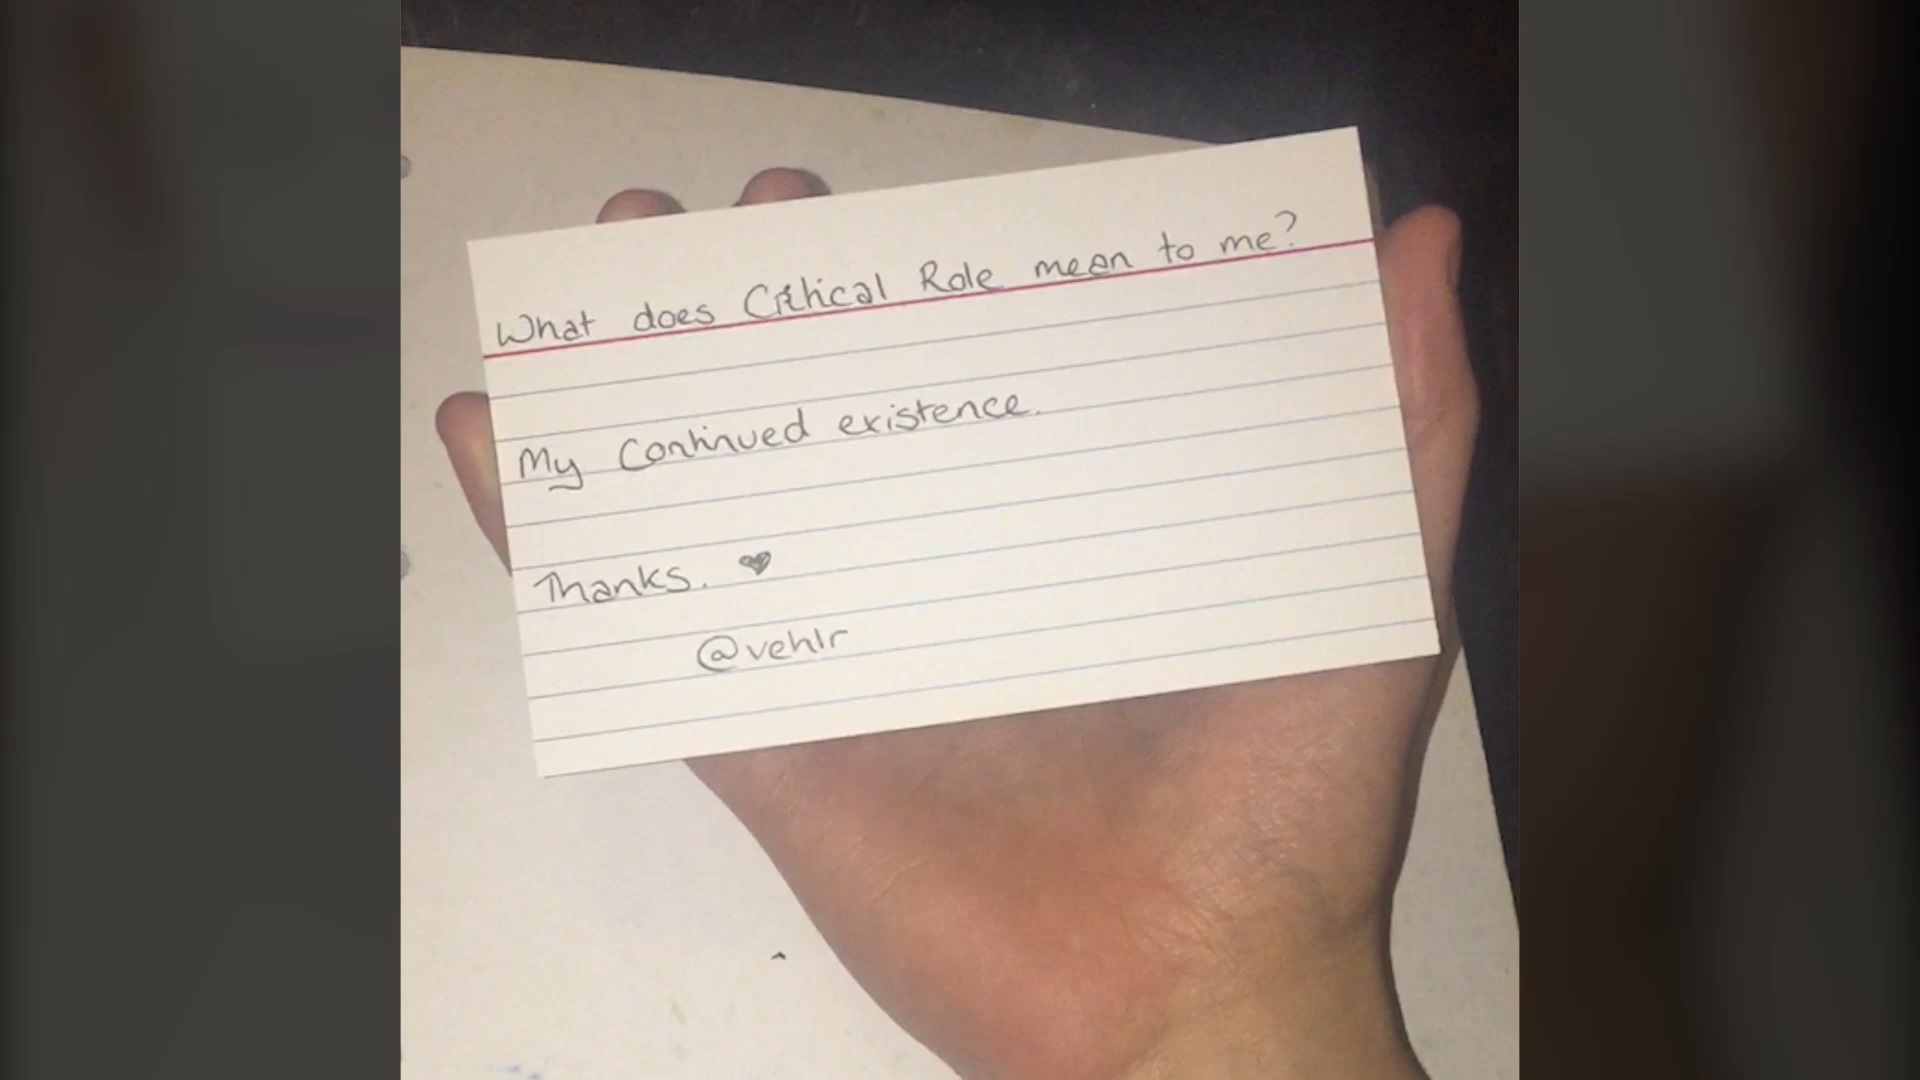 What does Critical Role mean to me?
My continued existence.
Thanks. ♥
@vehlr